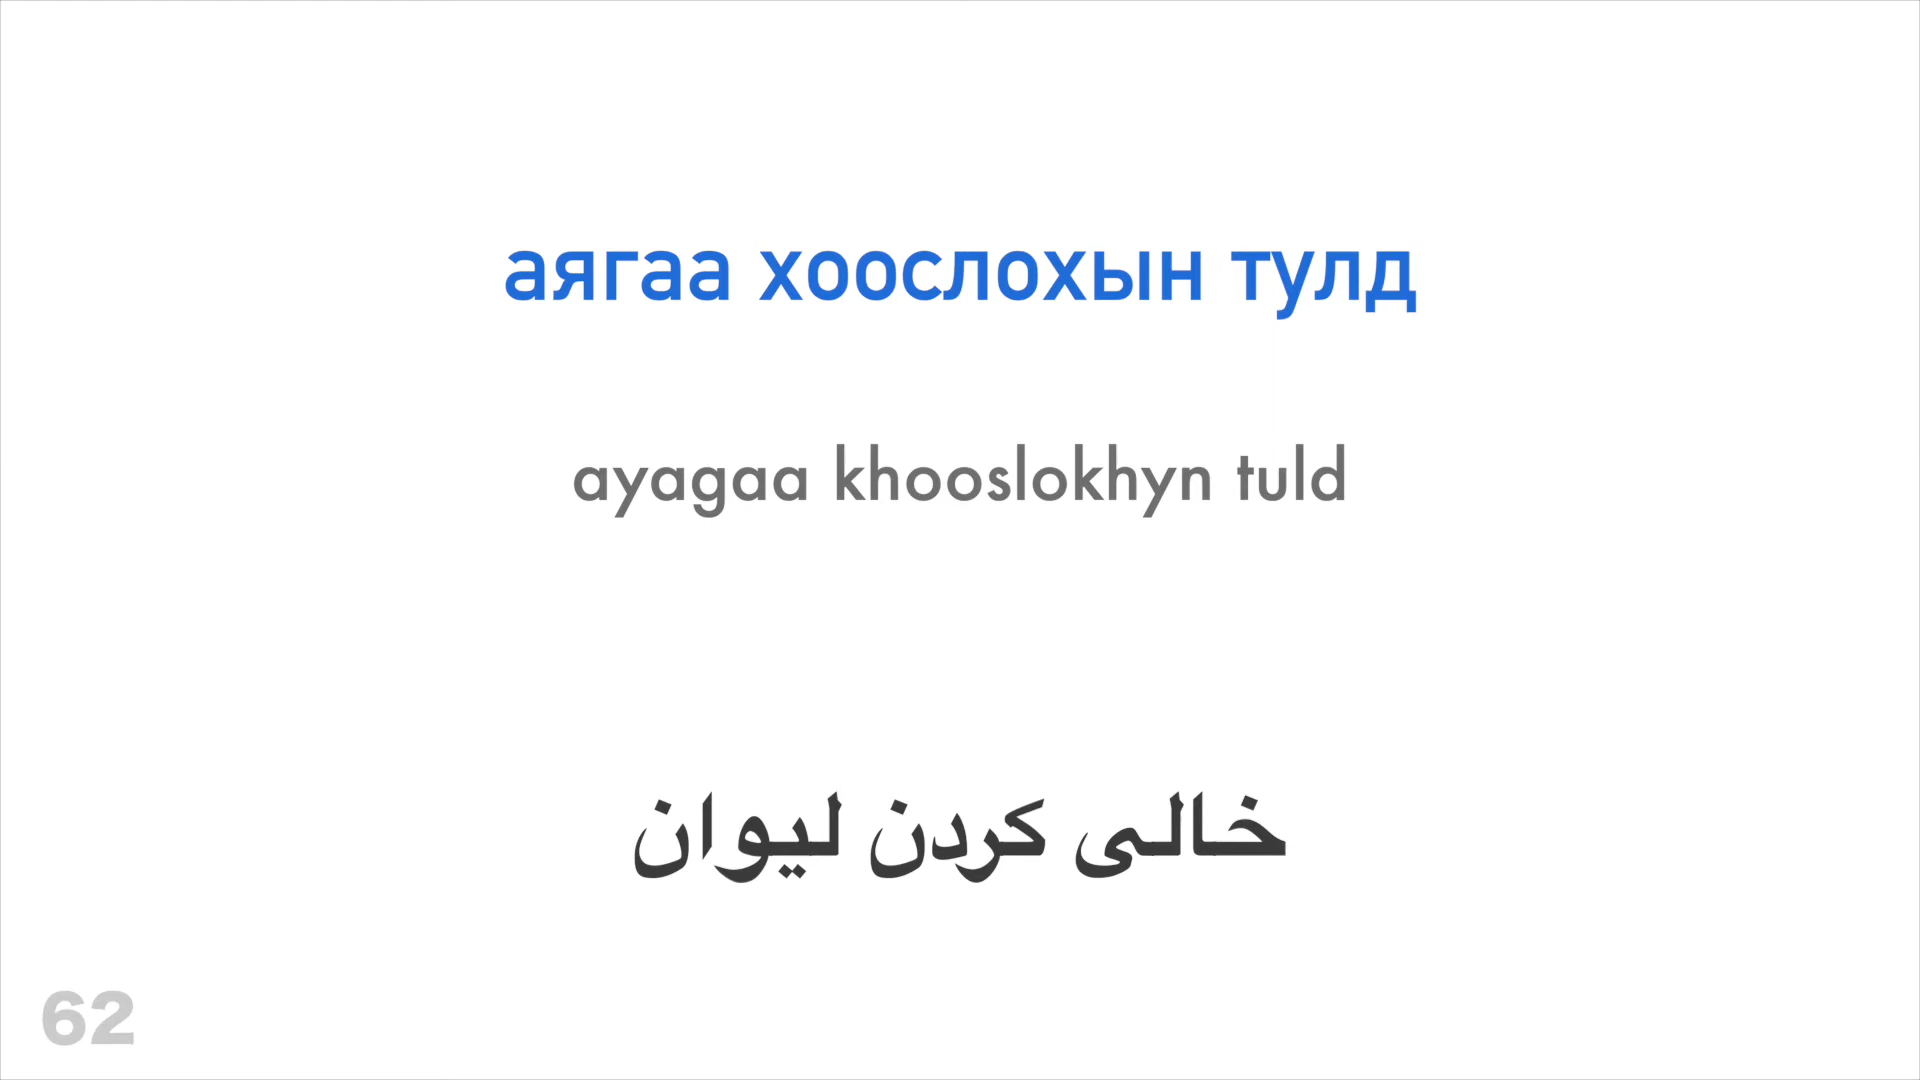 аягаа хоослохын тулд
ayagaa khooslokhyn tuld
خالی کردن لیوان
62